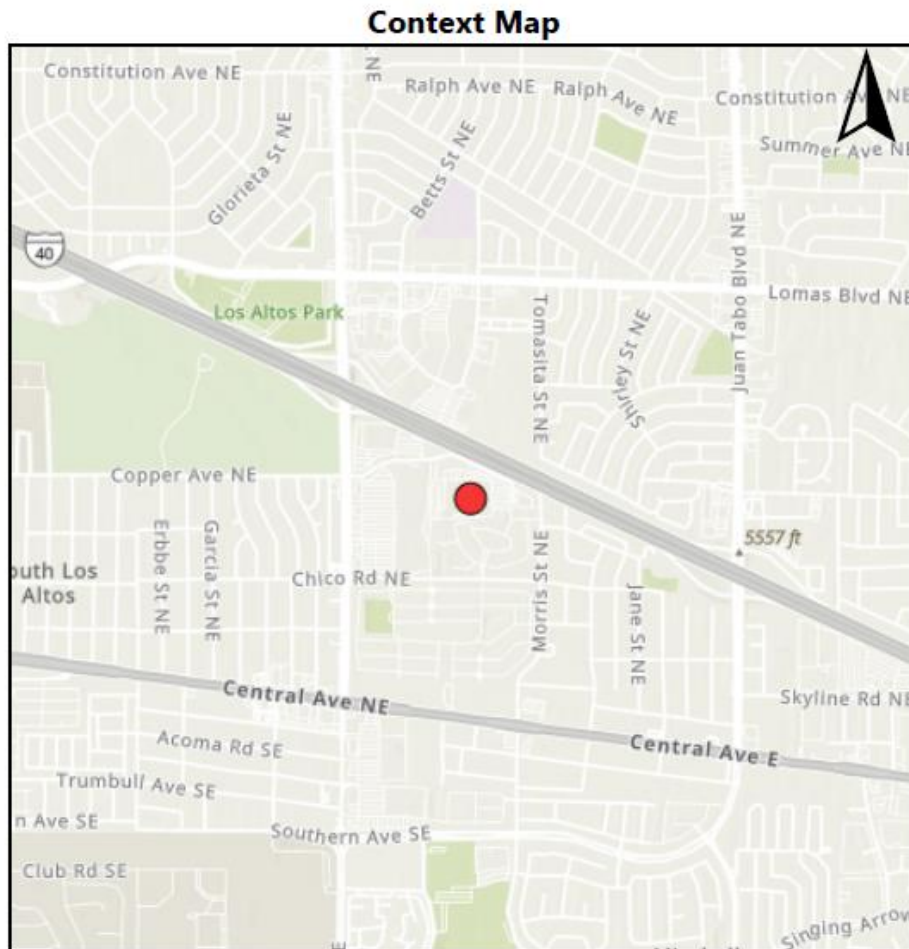 Context Map
Constitution Ave NE
NE
Ralph Ave NE
Ralph Ave NE
Constitution Ave NE
Summer Ave NE
Glorieta St NE
Betts St NE
40
Juan Tabo Blvd NE
Lomas Blvd NE
Los Altos Park
Tomasita St NE
Shirley St NE
Copper Ave NE
Erbbe St NE
Garcia St NE
5557 ft
outh Los
Altos
Chico Rd NE
Morris St NE
Jane St NE
Central Ave NE
Skyline Rd NE
Acoma Rd SE
Central Ave E
Trumbull Ave SE
n Ave SE
Southern Ave SE
Club Rd SE
Singing Arrow